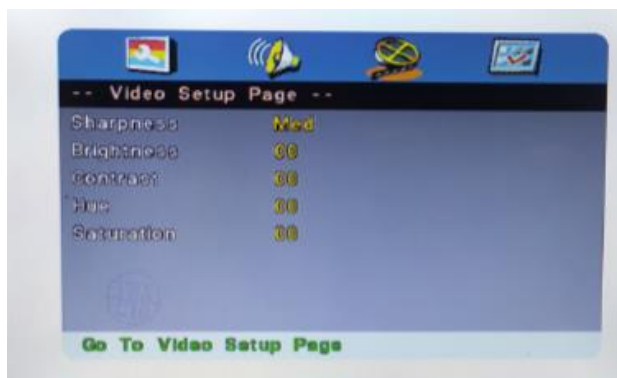 -- Video Setup Page --
Sharpness Med
Brightness 00
Contrast 00
Hue 00
Saturation 00
Go To Video Setup Page